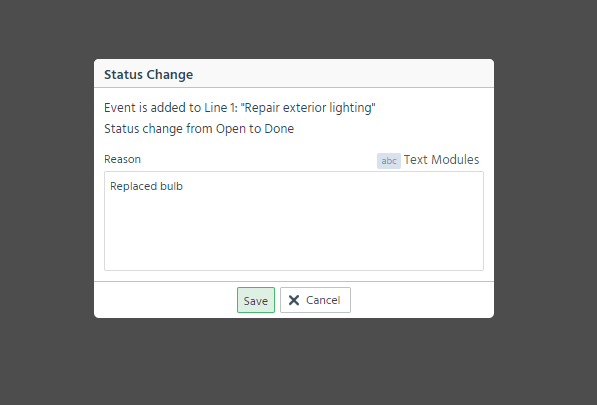 Status Change
Event is added to Line 1: "Repair exterior lighting"
Status change from Open to Done
Reason
abc Text Modules
Replaced bulb
Save
Cancel